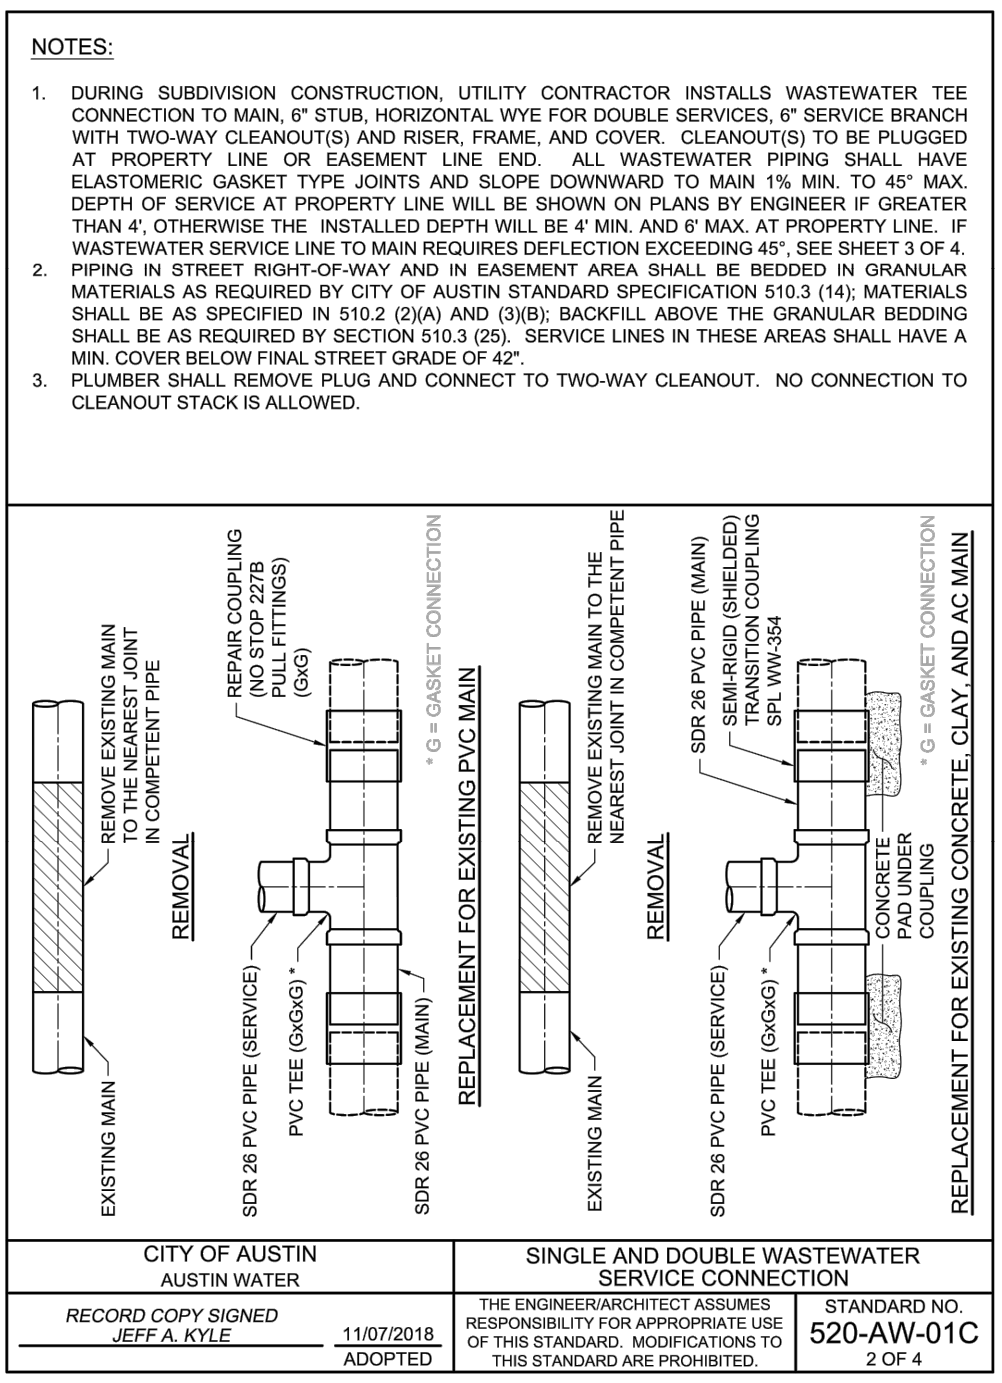 NOTES:
1. DURING SUBDIVISION CONSTRUCTION, UTILITY CONTRACTOR INSTALLS WASTEWATER TEE
CONNECTION TO MAIN, 6" STUB, HORIZONTAL WYE FOR DOUBLE SERVICES, 6" SERVICE BRANCH
WITH TWO-WAY CLEANOUT(S) AND RISER, FRAME, AND COVER. CLEANOUT(S) TO BE PLUGGED
AT PROPERTY LINE OR EASEMENT LINE END. ALL WASTEWATER PIPING SHALL HAVE
ELASTOMERIC GASKET TYPE JOINTS AND SLOPE DOWNWARD TO MAIN 1% MIN. TO 45° MAX.
DEPTH OF SERVICE AT PROPERTY LINE WILL BE SHOWN ON PLANS BY ENGINEER IF GREATER
THAN 4', OTHERWISE THE INSTALLED DEPTH WILL BE 4' MIN. AND 6' MAX. AT PROPERTY LINE. IF
WASTEWATER SERVICE LINE TO MAIN REQUIRES DEFLECTION EXCEEDING 45°, SEE SHEET 3 OF 4.
2. PIPING IN STREET RIGHT-OF-WAY AND IN EASEMENT AREA SHALL BE BEDDED IN GRANULAR
MATERIALS AS REQUIRED BY CITY OF AUSTIN STANDARD SPECIFICATION 510.3 (14); MATERIALS
SHALL BE AS SPECIFIED IN 510.2 (2)(A) AND (3)(B); BACKFILL ABOVE THE GRANULAR BEDDING
SHALL BE AS REQUIRED BY SECTION 510.3 (25). SERVICE LINES IN THESE AREAS SHALL HAVE A
MIN. COVER BELOW FINAL STREET GRADE OF 42".
3. PLUMBER SHALL REMOVE PLUG AND CONNECT TO TWO-WAY CLEANOUT. NO CONNECTION TO
CLEANOUT STACK IS ALLOWED.
EXISTING MAIN
REMOVE EXISTING MAIN
TO THE NEAREST JOINT
IN COMPETENT PIPE
REMOVAL
REPAIR COUPLING
(NO STOP 227B
PULL FITTINGS)
(GxG)
SDR 26 PVC PIPE (SERVICE)
PVC TEE (GxGxG) *
SDR 26 PVC PIPE (MAIN)
* G = GASKET CONNECTION
REPLACEMENT FOR EXISTING PVC MAIN
EXISTING MAIN
REMOVE EXISTING MAIN TO THE
NEAREST JOINT IN COMPETENT PIPE
REMOVAL
SDR 26 PVC PIPE (MAIN)
SEMI-RIGID (SHIELDED)
TRANSITION COUPLING
SPL WW-354
SDR 26 PVC PIPE (SERVICE)
PVC TEE (GxGxG) *
CONCRETE
PAD UNDER
COUPLING
* G = GASKET CONNECTION
REPLACEMENT FOR EXISTING CONCRETE, CLAY, AND AC MAIN
CITY OF AUSTIN
AUSTIN WATER
SINGLE AND DOUBLE WASTEWATER
SERVICE CONNECTION
RECORD COPY SIGNED
JEFF A. KYLE
11/07/2018
ADOPTED
THE ENGINEER/ARCHITECT ASSUMES
RESPONSIBILITY FOR APPROPRIATE USE
OF THIS STANDARD. MODIFICATIONS TO
THIS STANDARD ARE PROHIBITED.
STANDARD NO.
520-AW-01C
2 OF 4